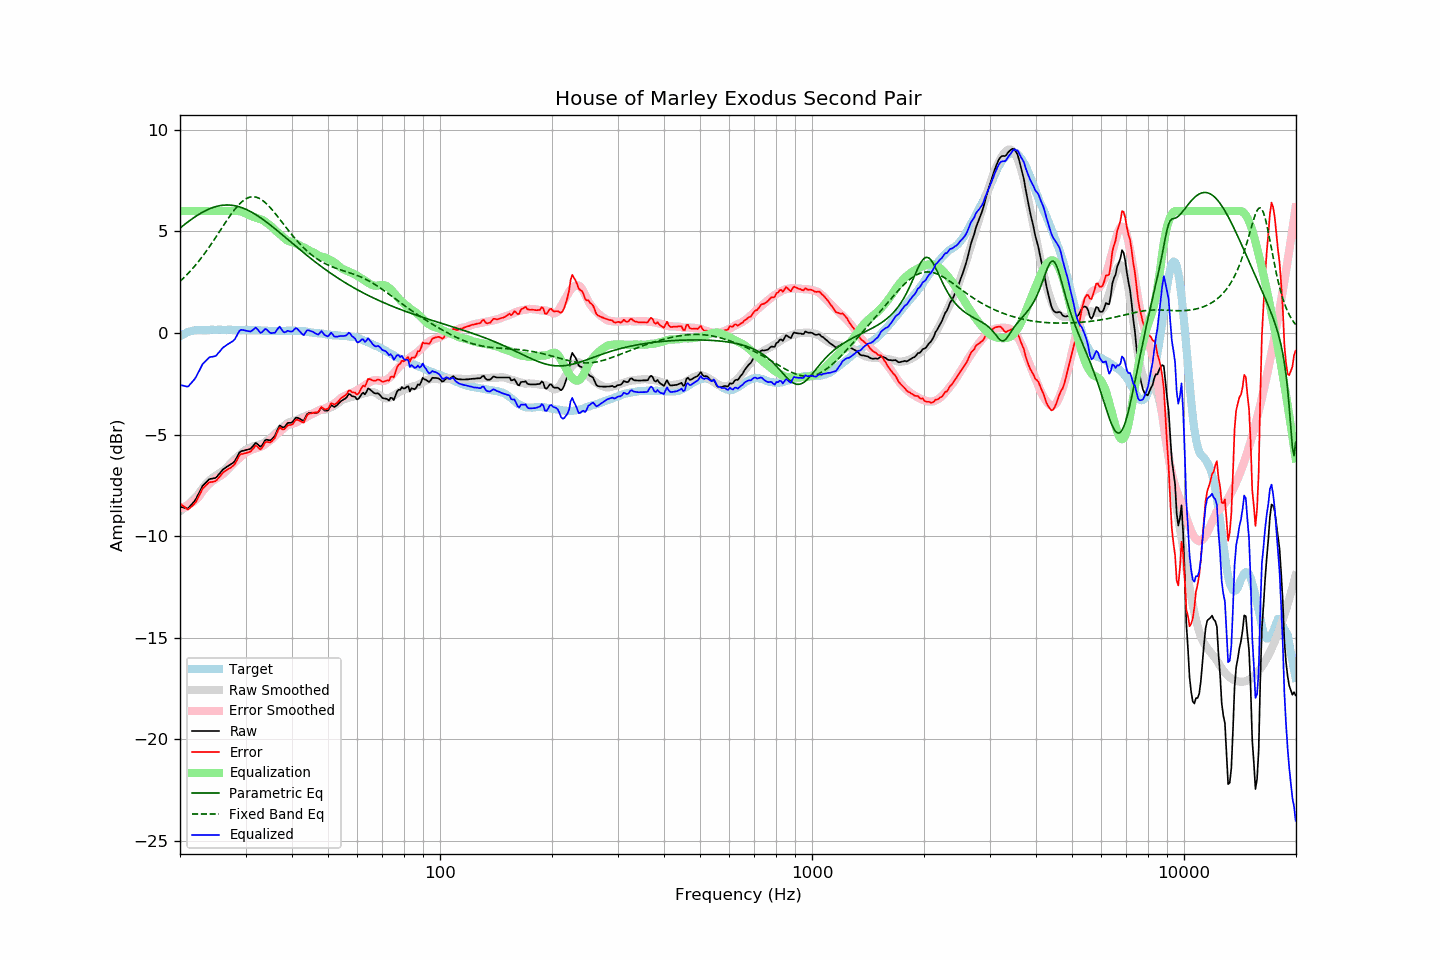 House of Marley Exodus Second Pair
10
5
0
−5
−10
−15
−20
−25
Amplitude (dBr)
Target
Raw Smoothed
Error Smoothed
Raw
Error
Equalization
Parametric Eq
Fixed Band Eq
Equalized
100
1000
10000
Frequency (Hz)